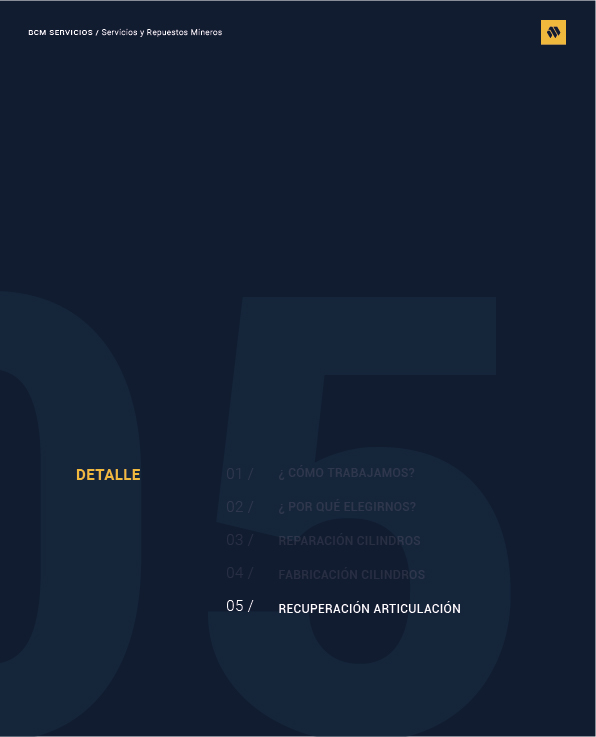 BCM SERVICIOS / Servicios y Repuestos Mineros
05
DETALLE
01 / ¿ CÓMO TRABAJAMOS?
02 / ¿ POR QUÉ ELEGIRNOS?
03 / REPARACIÓN CILINDROS
04 / FABRICACIÓN CILINDROS
05 / RECUPERACIÓN ARTICULACIÓN